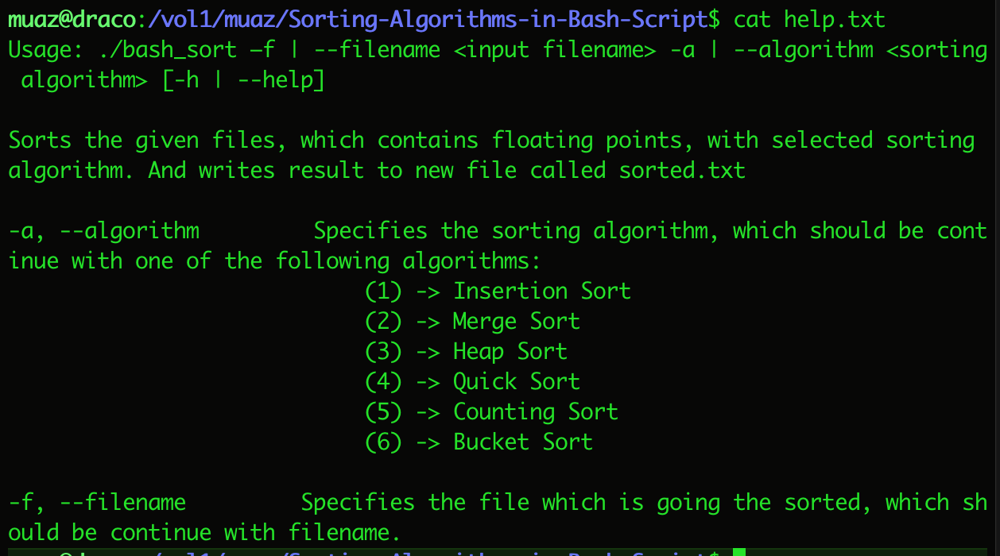 muaz@draco:/vol1/muaz/Sorting-Algorithms-in-Bash-Script$ cat help.txt
Usage: ./bash_sort –f | --filename <input filename> -a | --algorithm <sorting
 algorithm> [-h | --help]
Sorts the given files, which contains floating points, with selected sorting
algorithm. And writes result to new file called sorted.txt
-a, --algorithm         Specifies the sorting algorithm, which should be cont
inue with one of the following algorithms:
                            (1) -> Insertion Sort
                            (2) -> Merge Sort
                            (3) -> Heap Sort
                            (4) -> Quick Sort
                            (5) -> Counting Sort
                            (6) -> Bucket Sort
-f, --filename         Specifies the file which is going the sorted, which sh
ould be continue with filename.